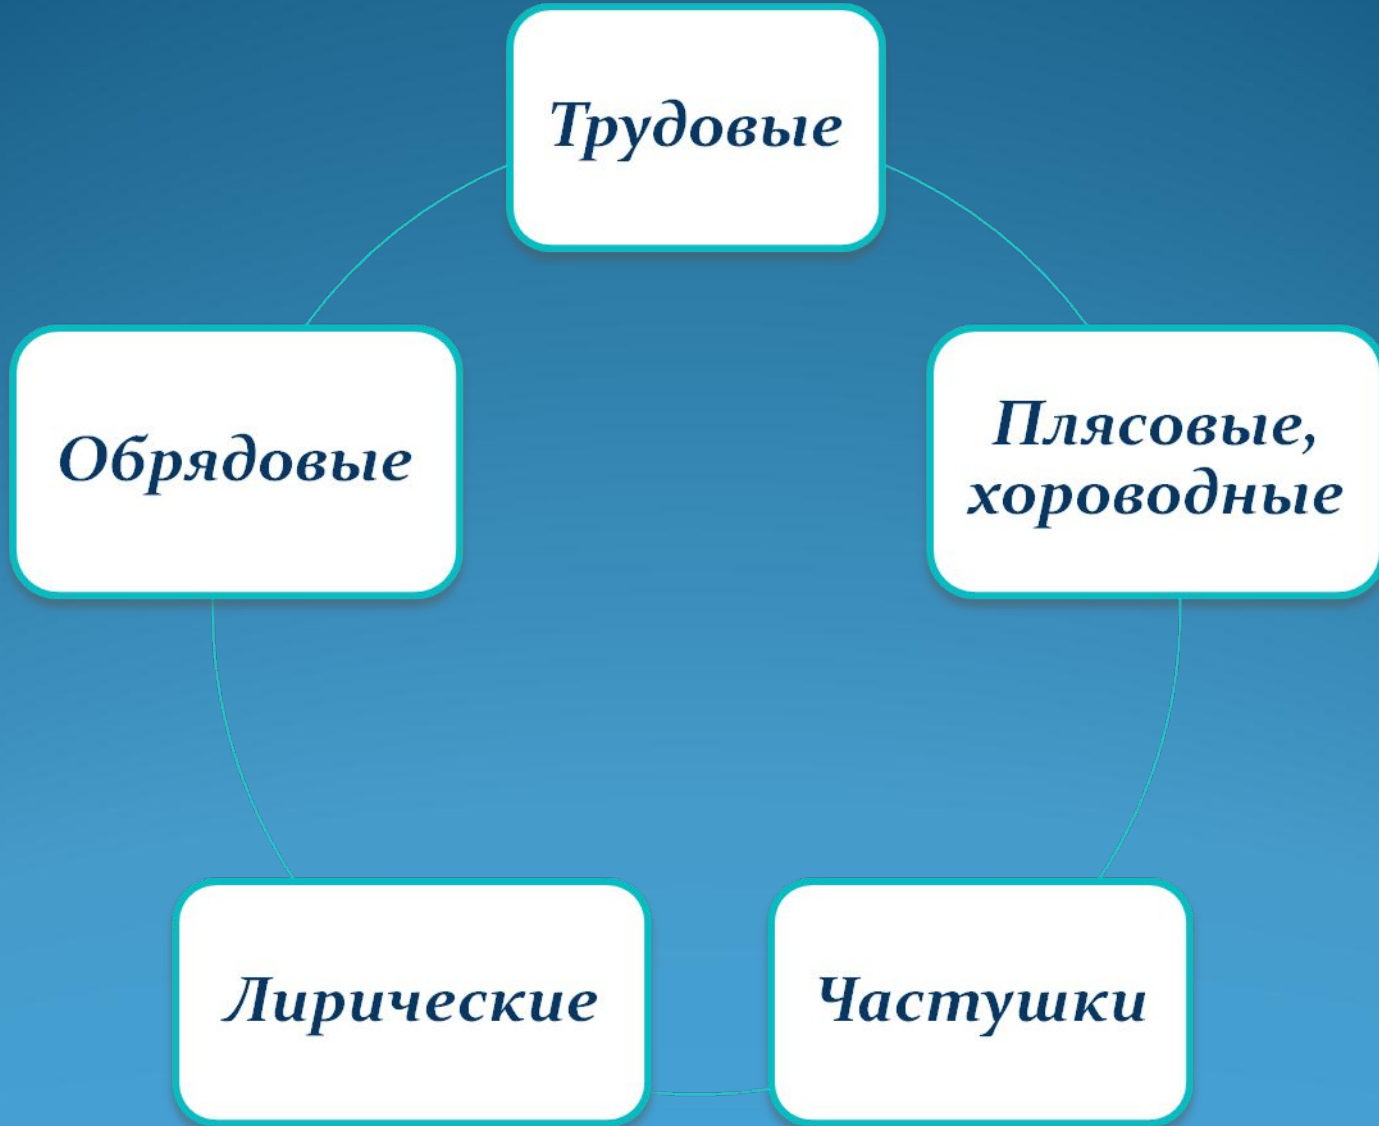 Трудовые
Обрядовые
Плясовые,
хороводные
Лирические
Частушки